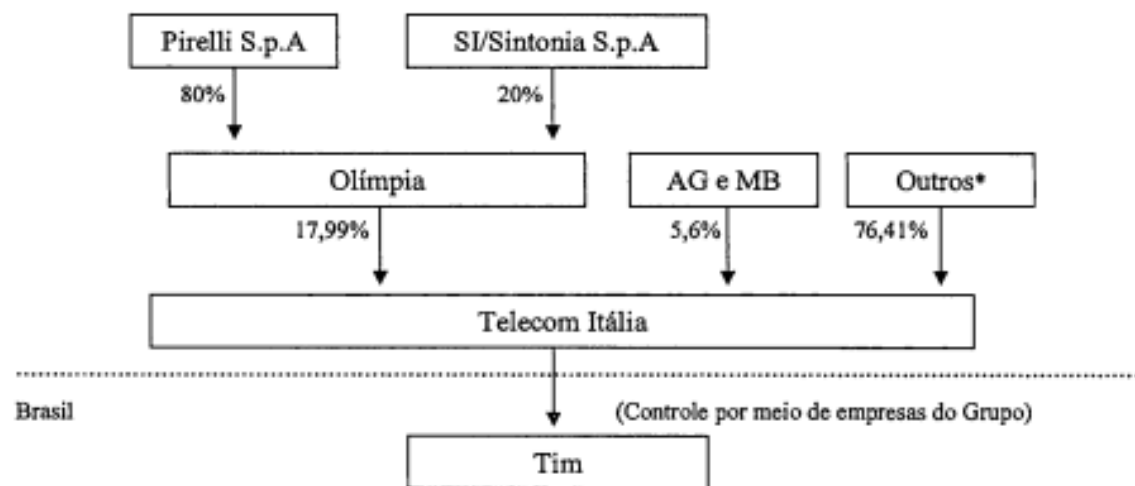 Pirelli S.p.A
SI/Sintonia S.p.A
80%
20%
Olímpia
AG e MB
Outros*
17,99%
5,6%
76,41%
Telecom Itália
Brasil
(Controle por meio de empresas do Grupo)
Tim